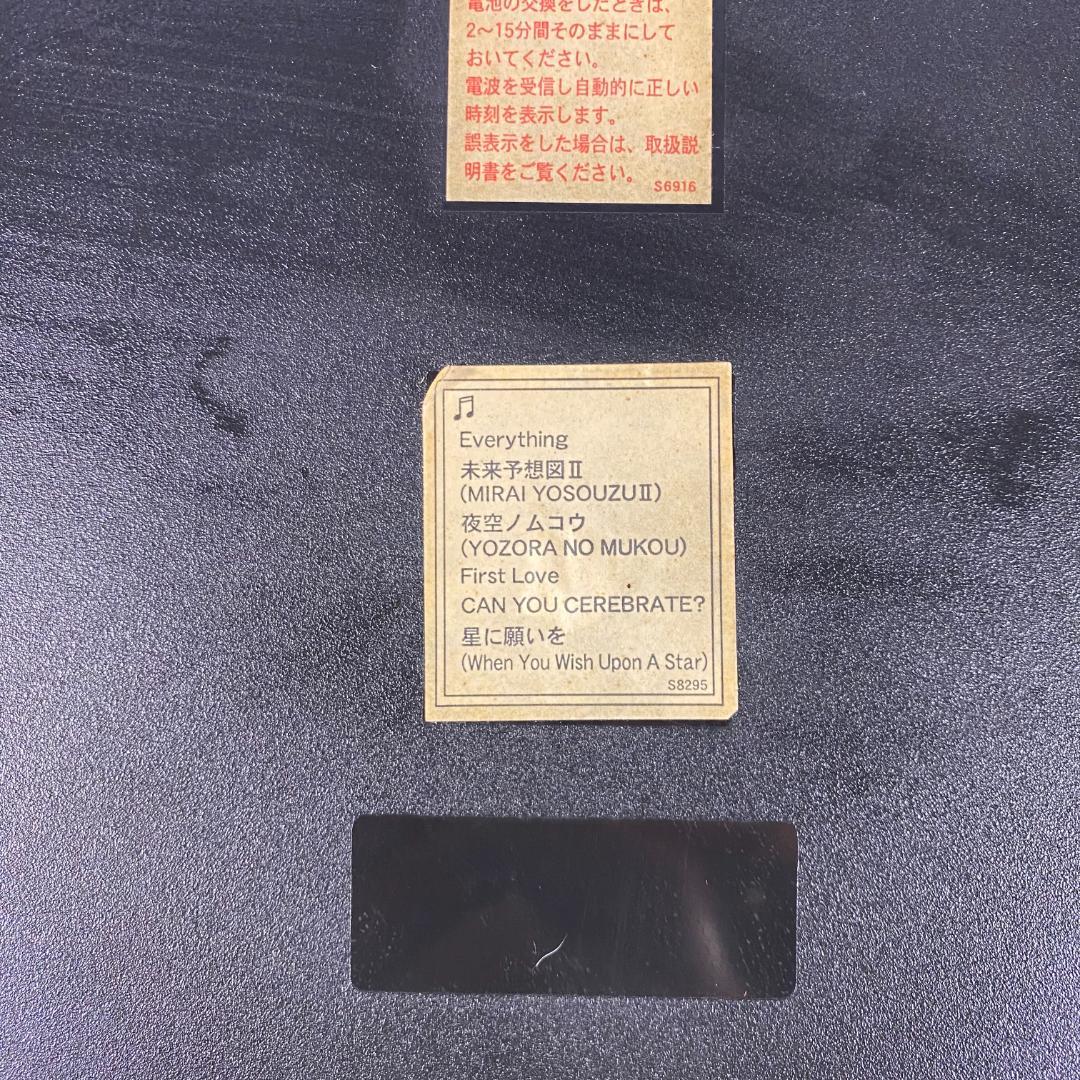 電池の交換をしたときは、
2〜15分間そのままにして
おいてください。
電波を受信し自動的に正しい
時刻を表示します。
誤表示をした場合は、取扱説
明書をご覧ください。
S6916
Everything
未来予想図Ⅱ
(MIRAI YOSOUZUⅡ)
夜空ノムコウ
(YOZORA NO MUKOU)
First Love
CAN YOU CEREBRATE?
星に願いを
(When You Wish Upon A Star)
S8295